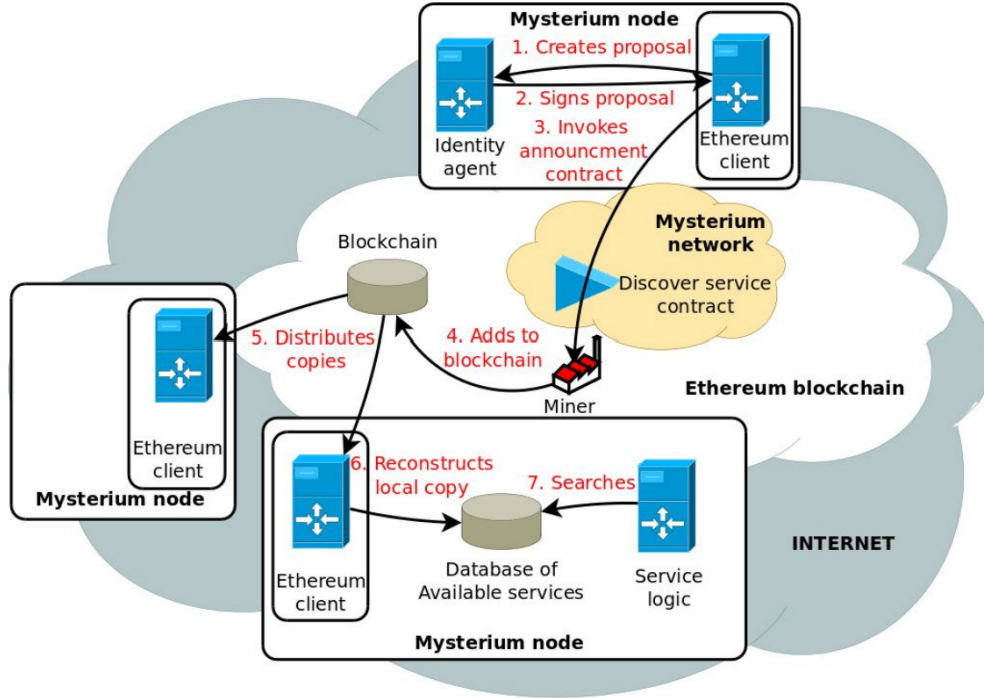 Mysterium node
1. Creates proposal
2. Signs proposal
3. Invokes
announcment
contract
Identity
agent
Ethereum
client
Mysterium
network
Discover service
contract
Blockchain
5. Distributes
copies
4. Adds to
blockchain
Miner
Ethereum blockchain
Ethereum
client
Mysterium node
6. Reconstructs
local copy
7. Searches
Ethereum
client
Database of
Available services
Service
logic
Mysterium node
INTERNET